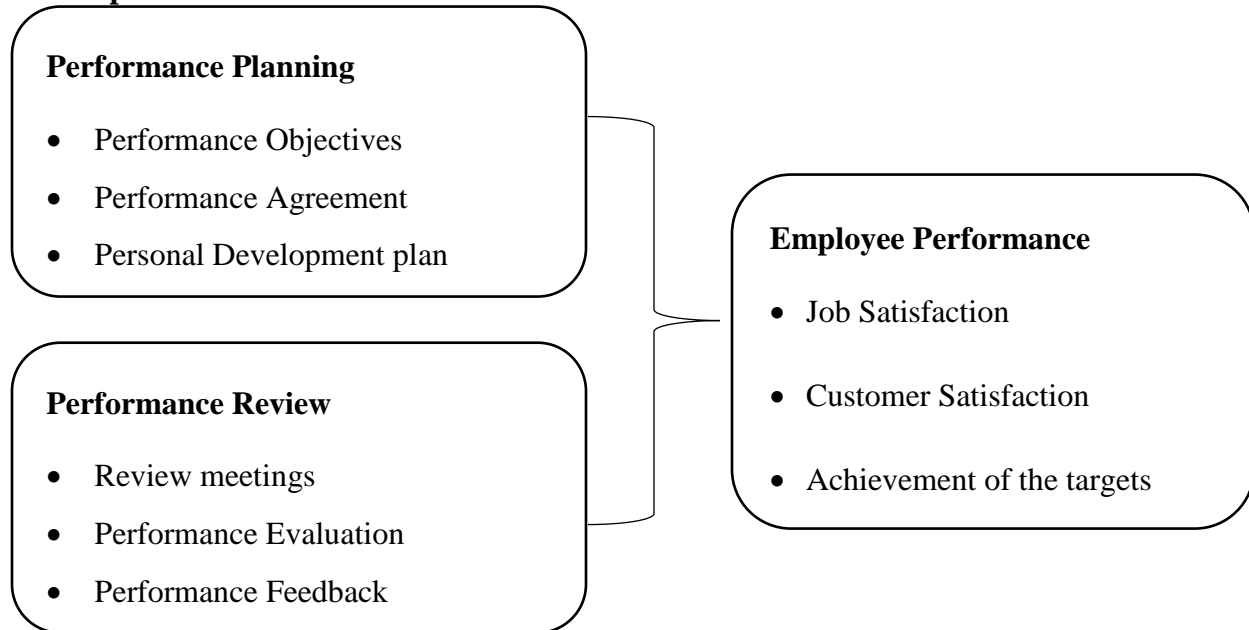 Performance Planning
• Performance Objectives
• Performance Agreement
• Personal Development plan
Employee Performance
• Job Satisfaction
• Customer Satisfaction
• Achievement of the targets
Performance Review
• Review meetings
• Performance Evaluation
• Performance Feedback